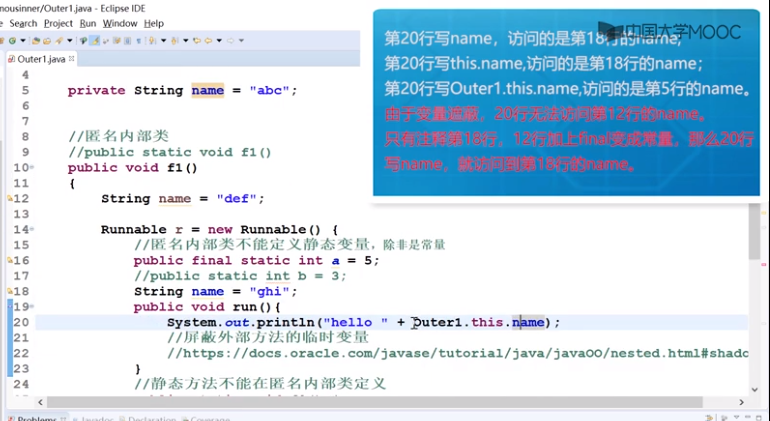 nousinner/Outer1.java - Eclipse IDE
Search Project Run Window Help
中国大学MOOC
第20行写name，访问的是第18行的name;
第20行写this.name,访问的是第18行的name；
第20行写Outer1.this.name,访问的是第5行的name。
由于变量遮蔽，20行无法访问第12行的name。
只有注释第18行，12行加上final变成常量，那么20行
写name，就访问到第18行的name。
Outer1.java
4
5 private String name = "abc";
6
7
8 //匿名内部类
9 //public static void f1()
10 public void f1()
11 {
12 String name = "def";
13
14 Runnable r = new Runnable() {
15 //匿名内部类不能定义静态变量，除非是常量
16 public final static int a = 5;
17 //public static int b = 3;
18 String name = "ghi";
19 public void run(){
20 System.out.println("hello " + Outer1.this.name);
21 //屏蔽外部方法的临时变量
22 //https://docs.oracle.com/javase/tutorial/java/javaOO/nested.html#shado
23 }
24 //静态方法不能在匿名内部类定义
Problems Javadoc Declaration Coverage